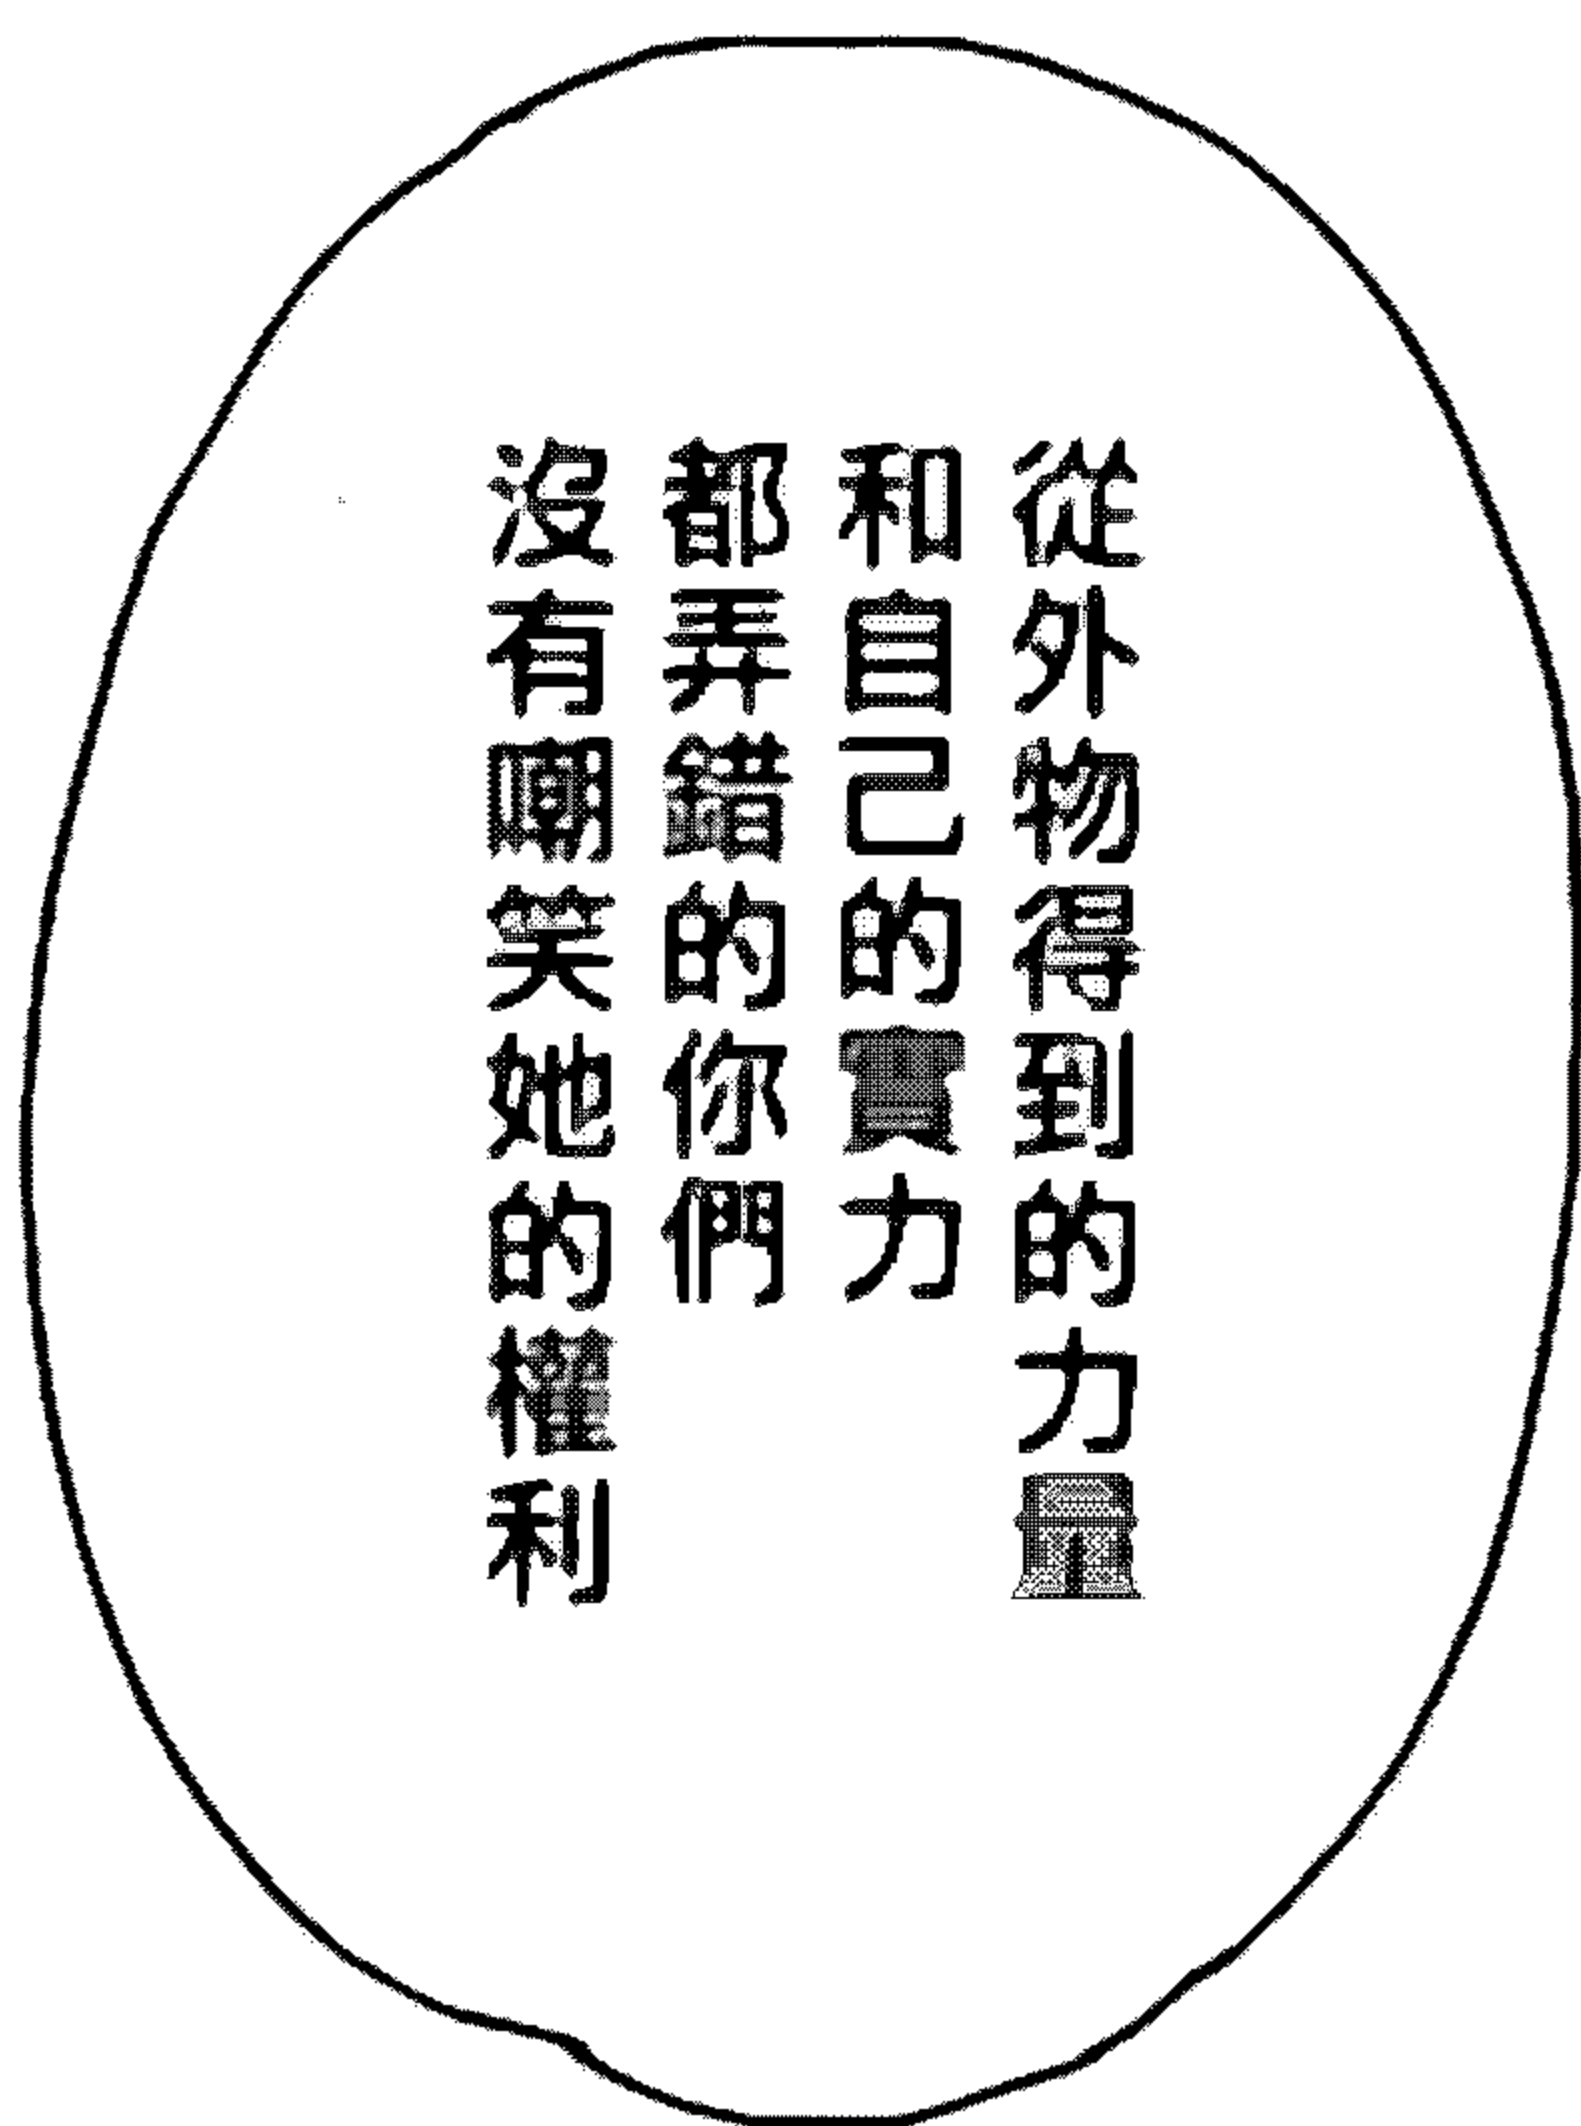 從外物得到的力量
和自己的實力
都弄錯的你們
沒有嘲笑她的權利